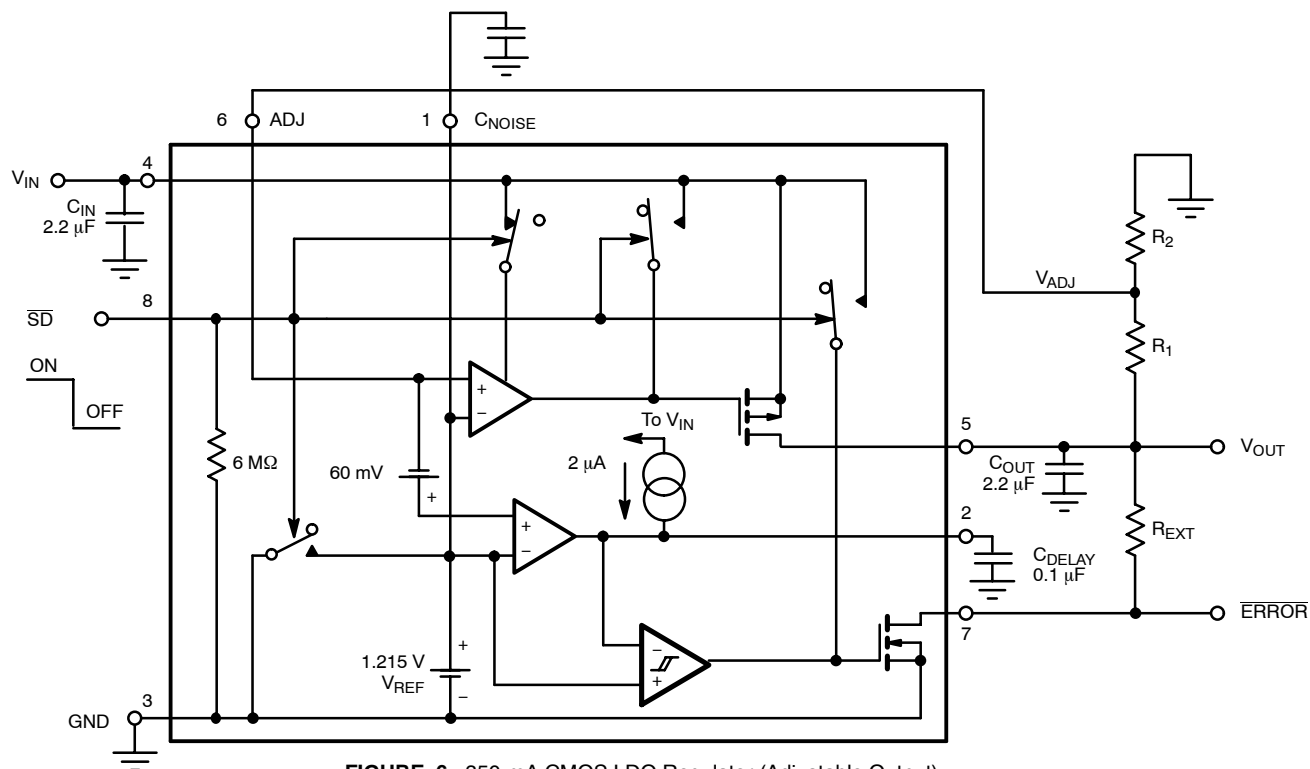 6 ADJ
1 CNOISE
VIN
4
CIN
2.2 μF
R2
VADJ
8
SD
R1
ON
OFF
+
−
To VIN
5
VOUT
6 MΩ
60 mV
+
2 μA
COUT
2.2 μF
2
+
−
REXT
CDELAY
0.1 μF
ERROR
7
−
+
1.215 V
VREF
+
−
3
GND